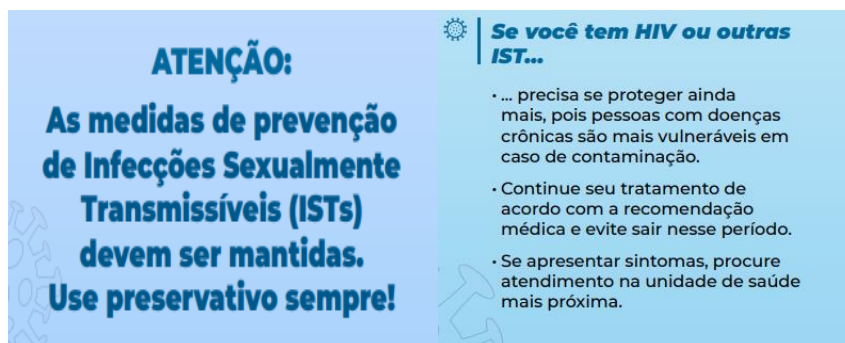 ATENÇÃO:
As medidas de prevenção
de Infecções Sexualmente
Transmissíveis (ISTs)
devem ser mantidas.
Use preservativo sempre!
Se você tem HIV ou outras
IST...
• ... precisa se proteger ainda
mais, pois pessoas com doenças
crônicas são mais vulneráveis em
caso de contaminação.
• Continue seu tratamento de
acordo com a recomendação
médica e evite sair nesse período.
• Se apresentar sintomas, procure
atendimento na unidade de saúde
mais próxima.